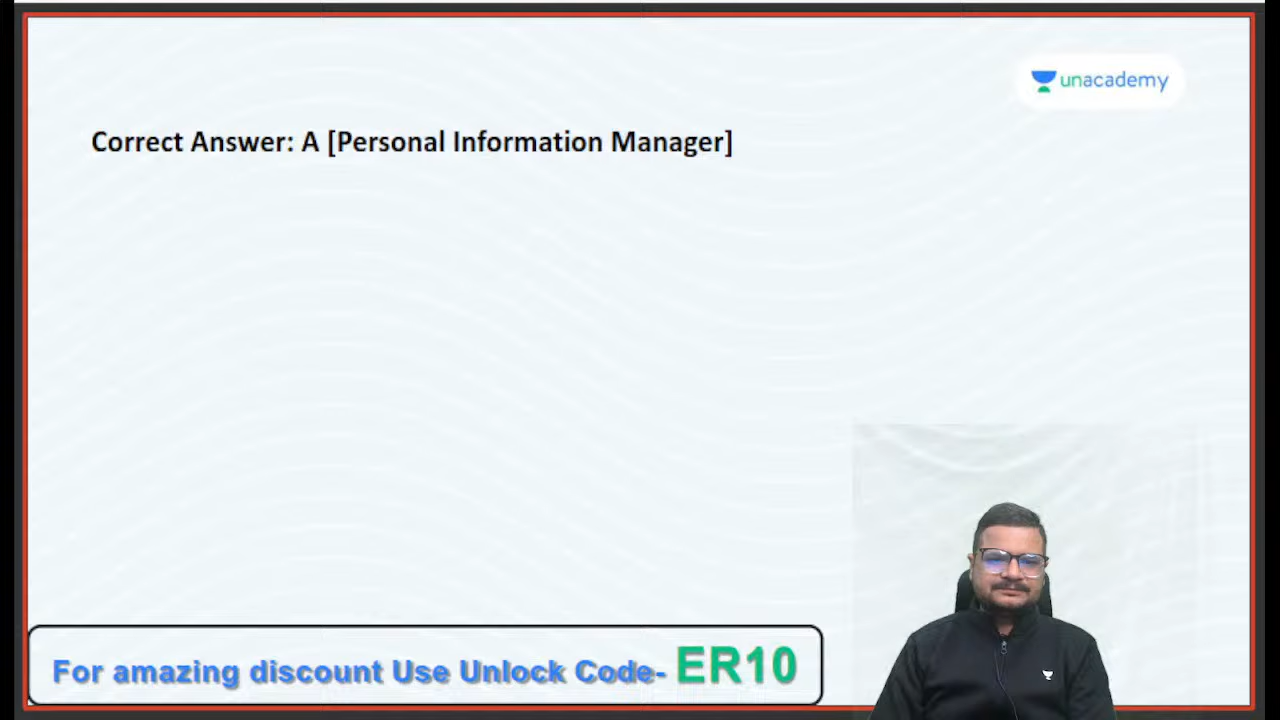 unacademy
Correct Answer: A [Personal Information Manager]
For amazing discount Use Unlock Code- ER10